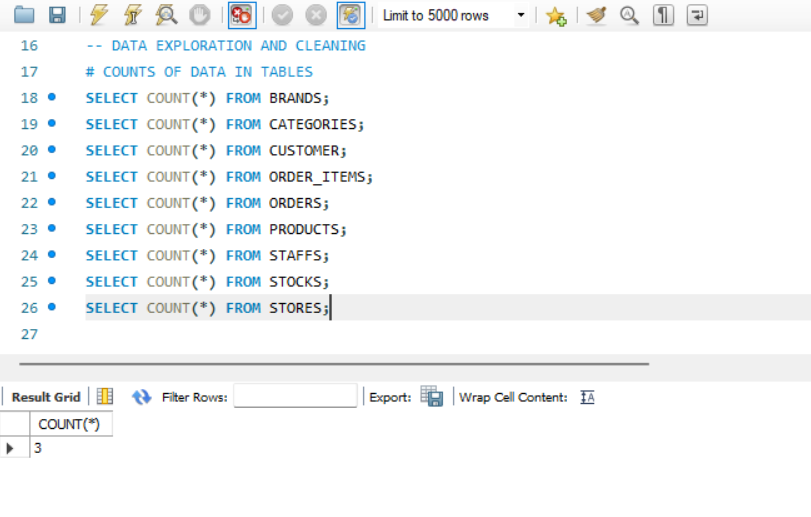 Limit to 5000 rows
16 -- DATA EXPLORATION AND CLEANING
17 # COUNTS OF DATA IN TABLES
18 SELECT COUNT(*) FROM BRANDS;
19 SELECT COUNT(*) FROM CATEGORIES;
20 SELECT COUNT(*) FROM CUSTOMER;
21 SELECT COUNT(*) FROM ORDER_ITEMS;
22 SELECT COUNT(*) FROM ORDERS;
23 SELECT COUNT(*) FROM PRODUCTS;
24 SELECT COUNT(*) FROM STAFFS;
25 SELECT COUNT(*) FROM STOCKS;
26 SELECT COUNT(*) FROM STORES;
27
Result Grid Filter Rows: Export: Wrap Cell Content:
COUNT(*)
3